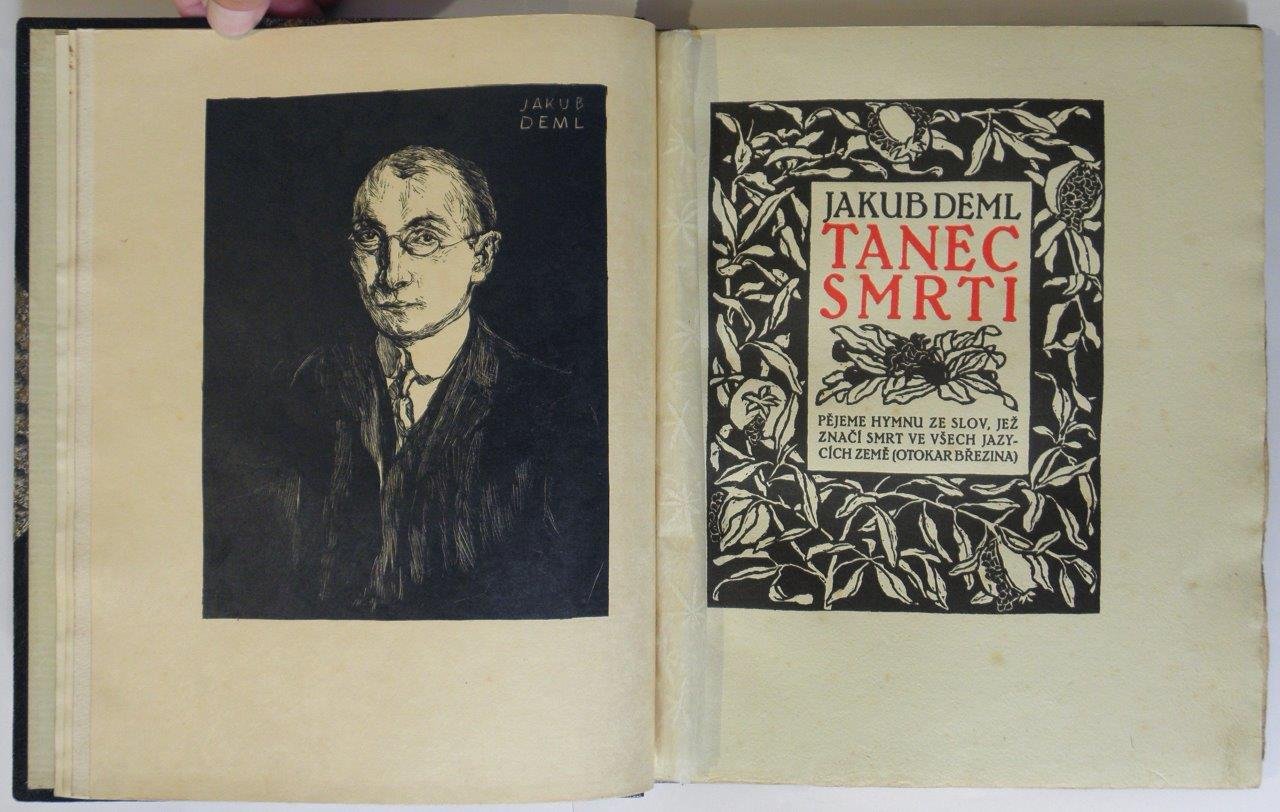 JAKUB
DEML
JAKUB DEML
TANEC
SMRTI
PĚJEME HYMNU ZE SLOV, JEŽ
ZNAČÍ SMRT VE VŠECH JAZY-
CÍCH ZEMĚ (OTOKAR BŘEZINA)